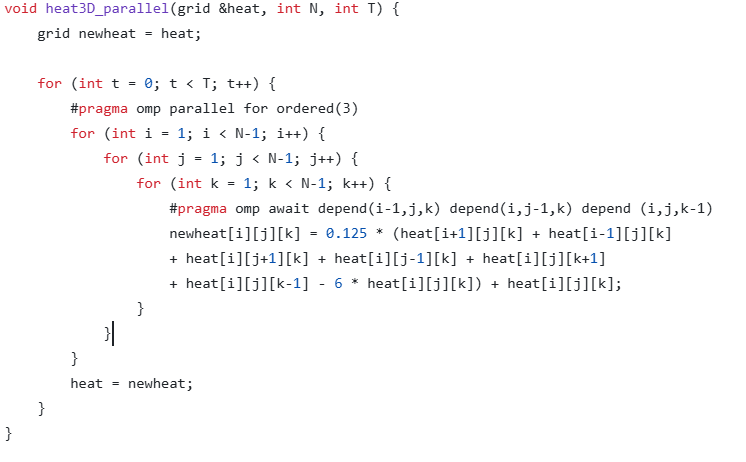 void heat3D_parallel(grid &heat, int N, int T) {
    grid newheat = heat;

    for (int t = 0; t < T; t++) {
        #pragma omp parallel for ordered(3)
        for (int i = 1; i < N-1; i++) {
            for (int j = 1; j < N-1; j++) {
                for (int k = 1; k < N-1; k++) {
                    #pragma omp await depend(i-1,j,k) depend(i,j-1,k) depend (i,j,k-1)
                    newheat[i][j][k] = 0.125 * (heat[i+1][j][k] + heat[i-1][j][k]
                    + heat[i][j+1][k] + heat[i][j-1][k] + heat[i][j][k+1]
                    + heat[i][j][k-1] - 6 * heat[i][j][k]) + heat[i][j][k];
                }
            }
        }
        heat = newheat;
    }
}